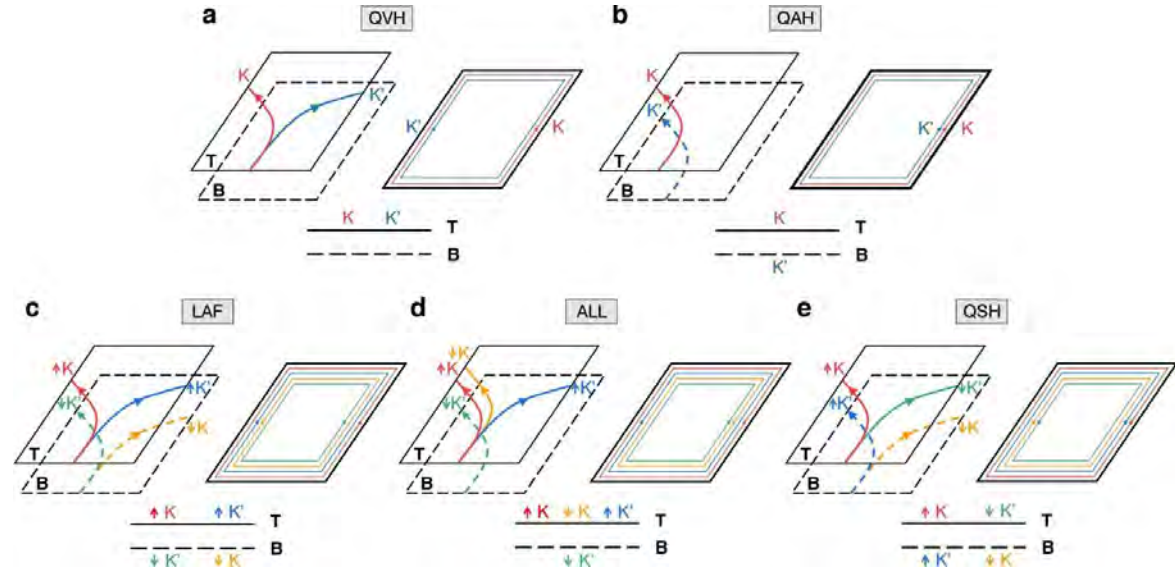 a QVH
K
K'
T
B
K' K
K K' T
B
b QAH
K
K'
T
B
K' K
K T
B
K'
c LAF
↑K
↓K'
↑K'
↓K
T
B
↑K ↑K' T
B
↓K' ↓K
d ALL
↓K
↑K
↓K'
↑K'
T
B
↑K ↓K ↑K' T
B
↓K'
e QSH
↑K
↑K'
↓K'
↓K
T
B
↑K ↓K' T
B
↑K' ↓K